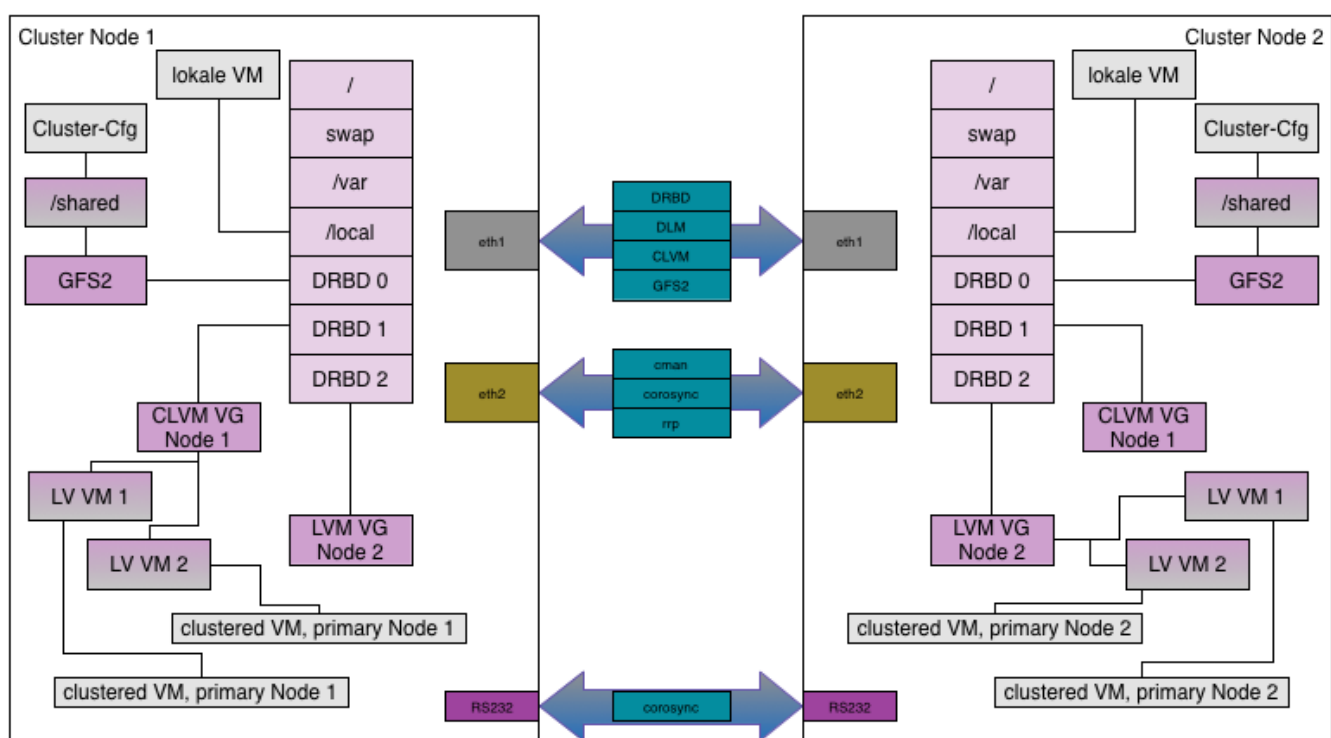 Cluster Node 1
lokale VM
Cluster-Cfg
/shared
GFS2
/
swap
/var
/local
DRBD 0
DRBD 1
DRBD 2
CLVM VG
Node 1
LV VM 1
LV VM 2
LVM VG
Node 2
clustered VM, primary Node 1
clustered VM, primary Node 1
eth1
eth2
RS232
DRBD
DLM
CLVM
GFS2
cman
corosync
rrp
corosync
Cluster Node 2
/
swap
/var
/local
DRBD 0
DRBD 1
DRBD 2
lokale VM
Cluster-Cfg
/shared
GFS2
eth1
eth2
RS232
CLVM VG
Node 1
LVM VG
Node 2
LV VM 1
LV VM 2
clustered VM, primary Node 2
clustered VM, primary Node 2